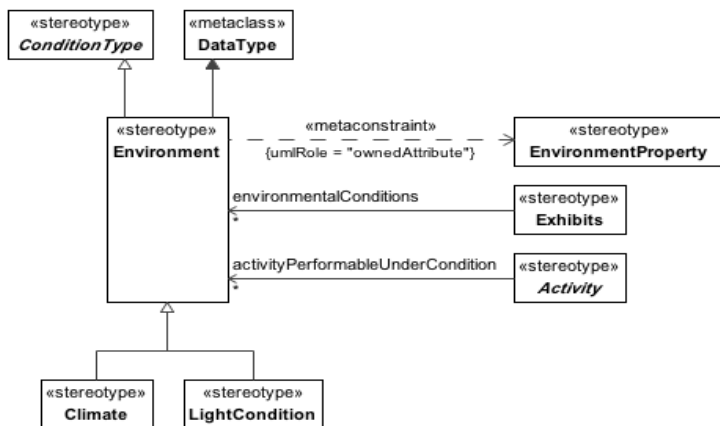 «stereotype»
ConditionType
«metaclass»
DataType
«stereotype»
Environment
«metaconstraint»
{umlRole = "ownedAttribute"}
«stereotype»
EnvironmentProperty
environmentalConditions
*
«stereotype»
Exhibits
activityPerformableUnderCondition
*
«stereotype»
Activity
«stereotype»
Climate
«stereotype»
LightCondition